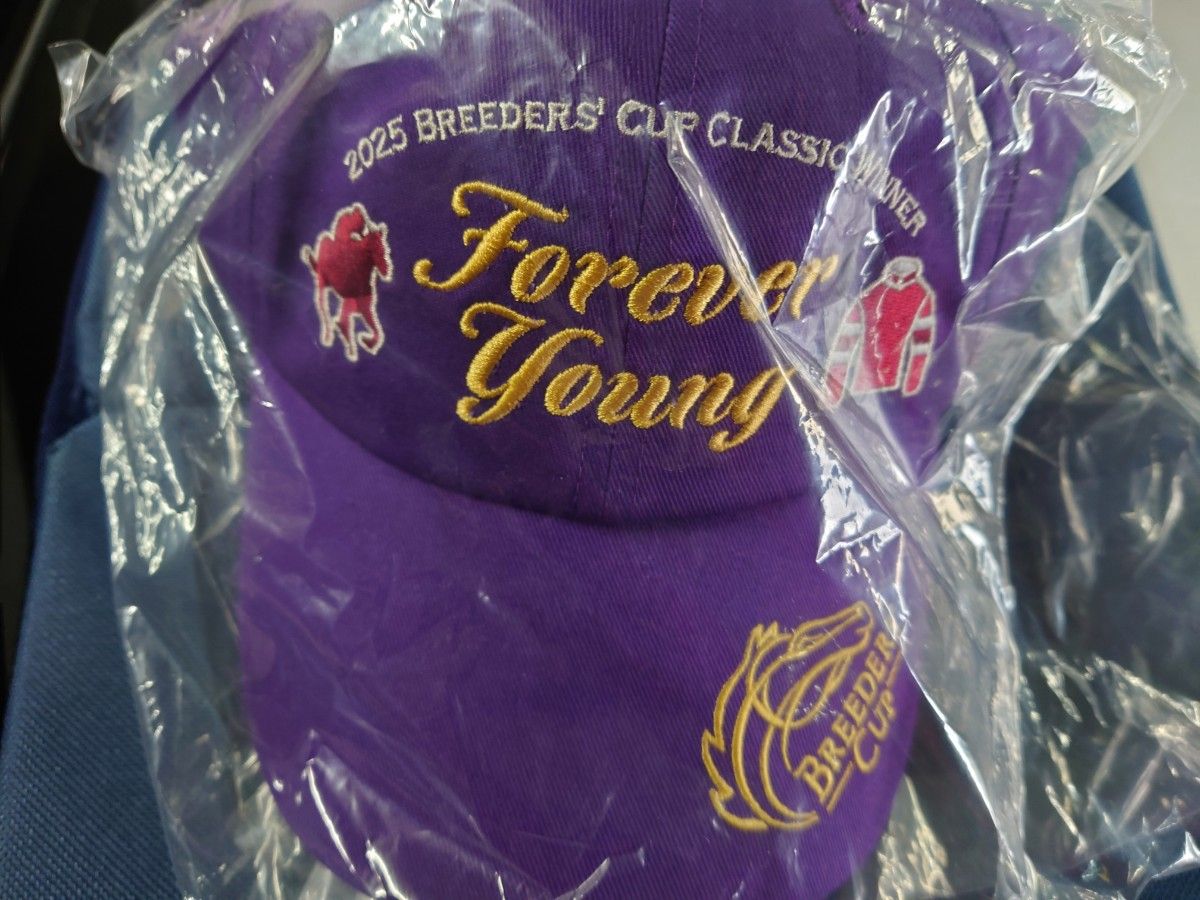 2025 BREEDERS' CUP CLASSIC WINNER
Forever
Young
BREEDERS'
CUP